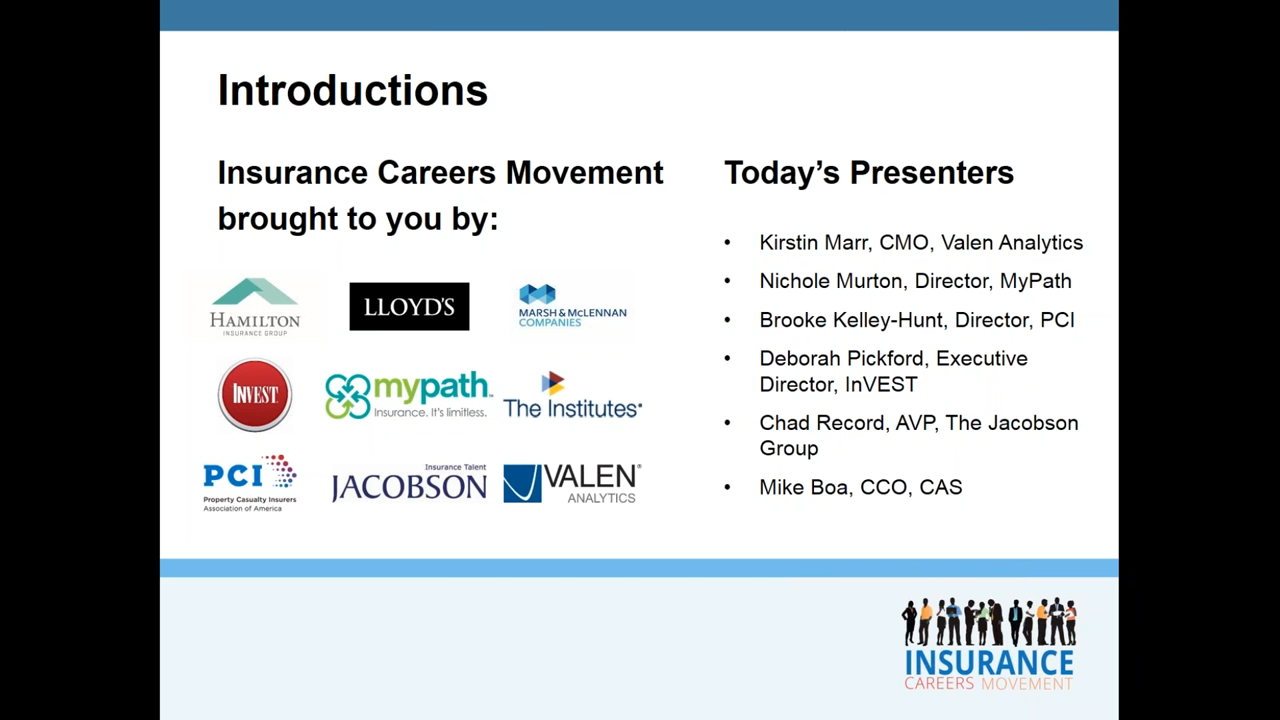 Introductions
Insurance Careers Movement
brought to you by:
HAMILTON
INSURANCE GROUP
LLOYD'S
MARSH & MCLENNAN
COMPANIES
INVEST
mypath™
Insurance. It's limitless.
The Institutes®
PCI
Property Casualty Insurers
Association of America
Insurance Talent
JACOBSON
VALEN®
ANALYTICS
Today's Presenters
• Kirstin Marr, CMO, Valen Analytics
• Nichole Murton, Director, MyPath
• Brooke Kelley-Hunt, Director, PCI
• Deborah Pickford, Executive
Director, InVEST
• Chad Record, AVP, The Jacobson
Group
• Mike Boa, CCO, CAS
INSURANCE
CAREERS MOVEMENT